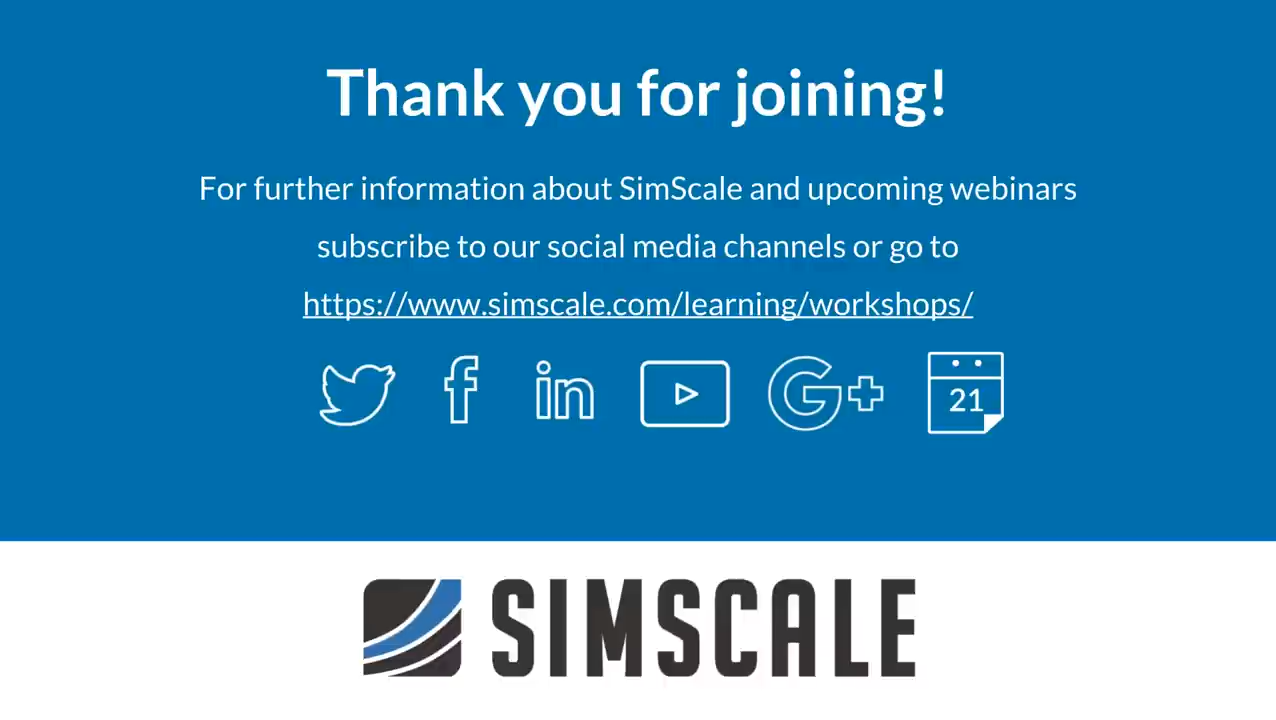 Thank you for joining!
For further information about SimScale and upcoming webinars
subscribe to our social media channels or go to
https://www.simscale.com/learning/workshops/
f in G+ 21
SIMSCALE